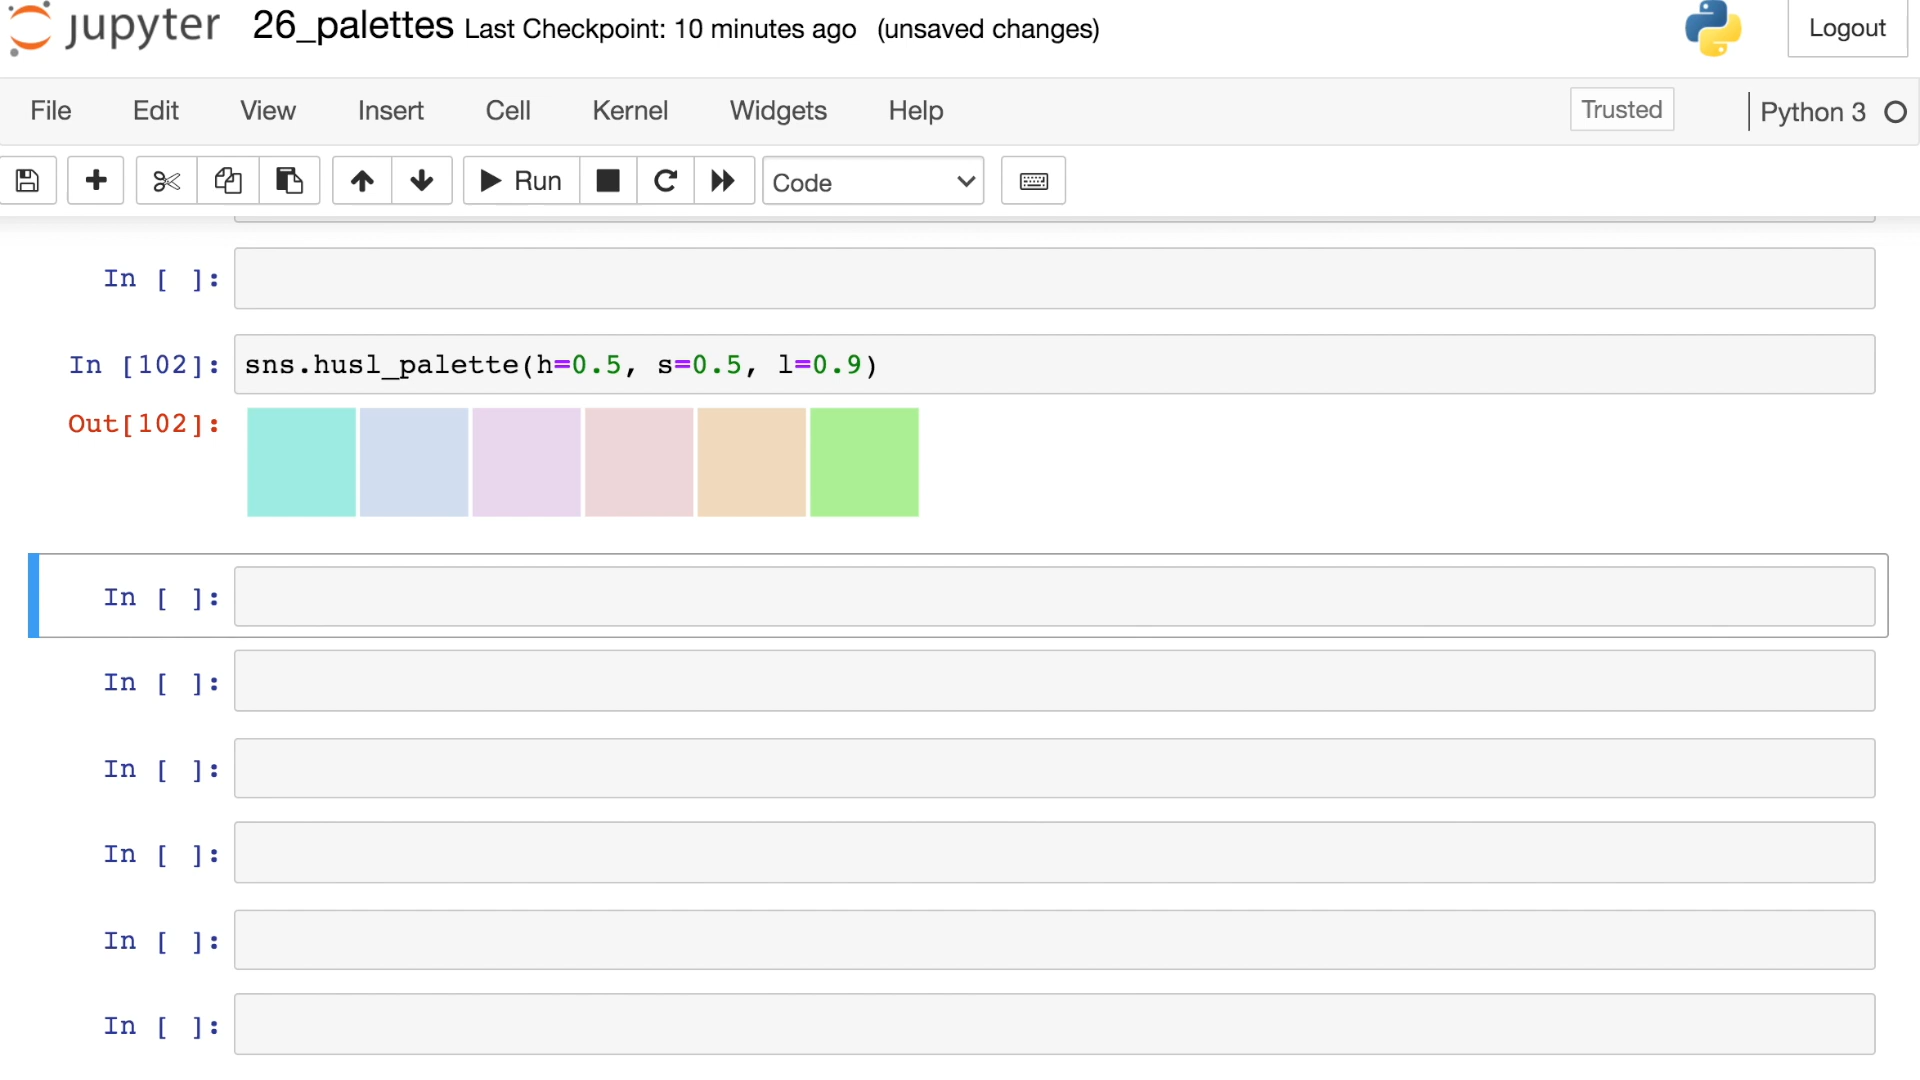 jupyter 26_palettes Last Checkpoint: 10 minutes ago (unsaved changes) Logout
File Edit View Insert Cell Kernel Widgets Help Trusted Python 3
Run Code
In [ ]:
In [102]: sns.husl_palette(h=0.5, s=0.5, l=0.9)
Out[102]:
In [ ]:
In [ ]:
In [ ]:
In [ ]:
In [ ]:
In [ ]: